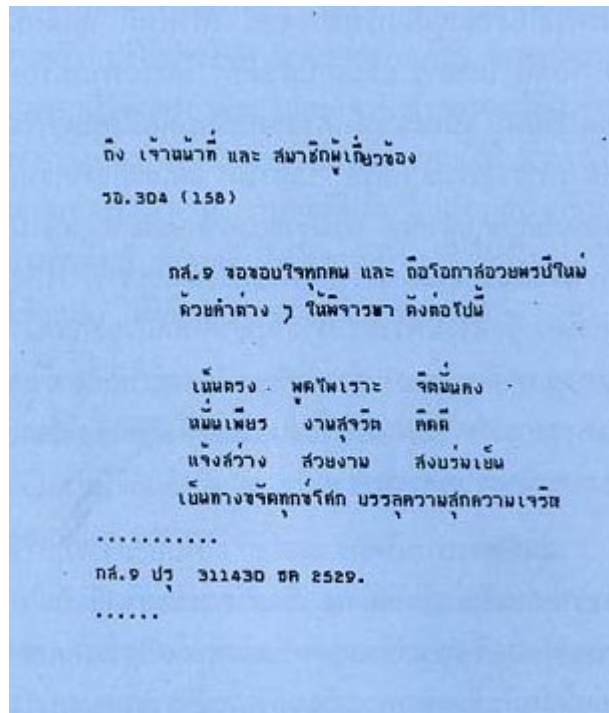 ถึง เจ้าหน้าที่ และ สมาชิกผู้เกี่ยวข้อง
รอ.304 (158)
กส.9 ขอขอบใจทุกคน และ ถือโอกาสอวยพรปีใหม่
ด้วยคำต่าง ๆ ให้พิจารณา ดังต่อไปนี้
เห็นตรง พูดไพเราะ จิตมั่นคง
หมั่นเพียร งานสุจริต คิดดี
แจ้งสว่าง สวยงาม สงบร่มเย็น
เป็นทางขจัดทุกข์โศก บรรลุความสุขความเจริญ
...........
กส.9 ปรุ 311430 ธค 2529.
......